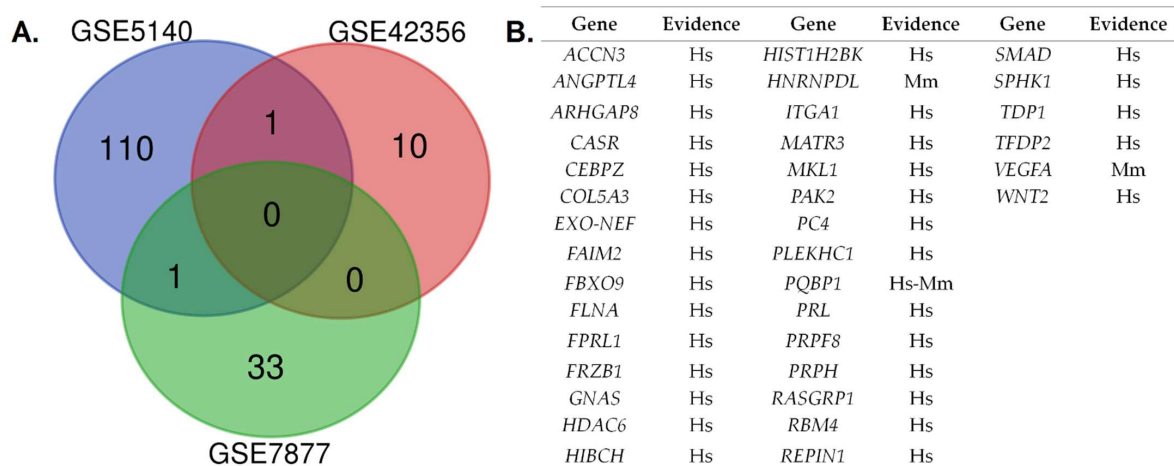 A.
GSE5140
GSE42356
110
1
10
0
1
0
33
GSE7877
B.
Gene Evidence Gene Evidence Gene Evidence
ACCN3 Hs HIST1H2BK Hs SMAD Hs
ANGPTL4 Hs HNRNPDL Mm SPHK1 Hs
ARHGAP8 Hs ITGA1 Hs TDP1 Hs
CASR Hs MATR3 Hs TFDP2 Hs
CEBPZ Hs MKL1 Hs VEGFA Mm
COL5A3 Hs PAK2 Hs WNT2 Hs
EXO-NEF Hs PC4 Hs
FAIM2 Hs PLEKHC1 Hs
FBXO9 Hs PQBP1 Hs-Mm
FLNA Hs PRL Hs
FPRL1 Hs PRPF8 Hs
FRZB1 Hs PRPH Hs
GNAS Hs RASGRP1 Hs
HDAC6 Hs RBM4 Hs
HIBCH Hs REPIN1 Hs